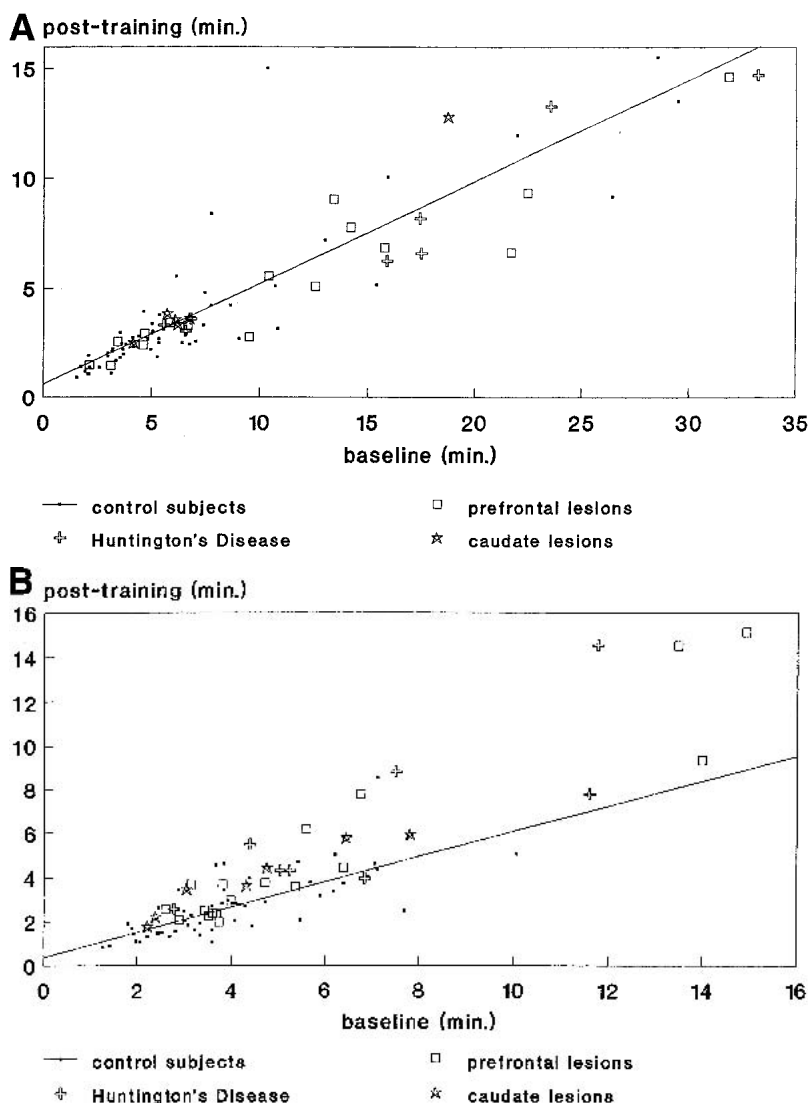 A post-training (min.)
15
10
5
0
0 5 10 15 20 25 30 35
baseline (min.)
control subjects prefrontal lesions
Huntington's Disease caudate lesions
B post-training (min.)
16
14
12
10
8
6
4
2
0
0 2 4 6 8 10 12 14 16
baseline (min.)
control subjects prefrontal lesions
Huntington's Disease caudate lesions